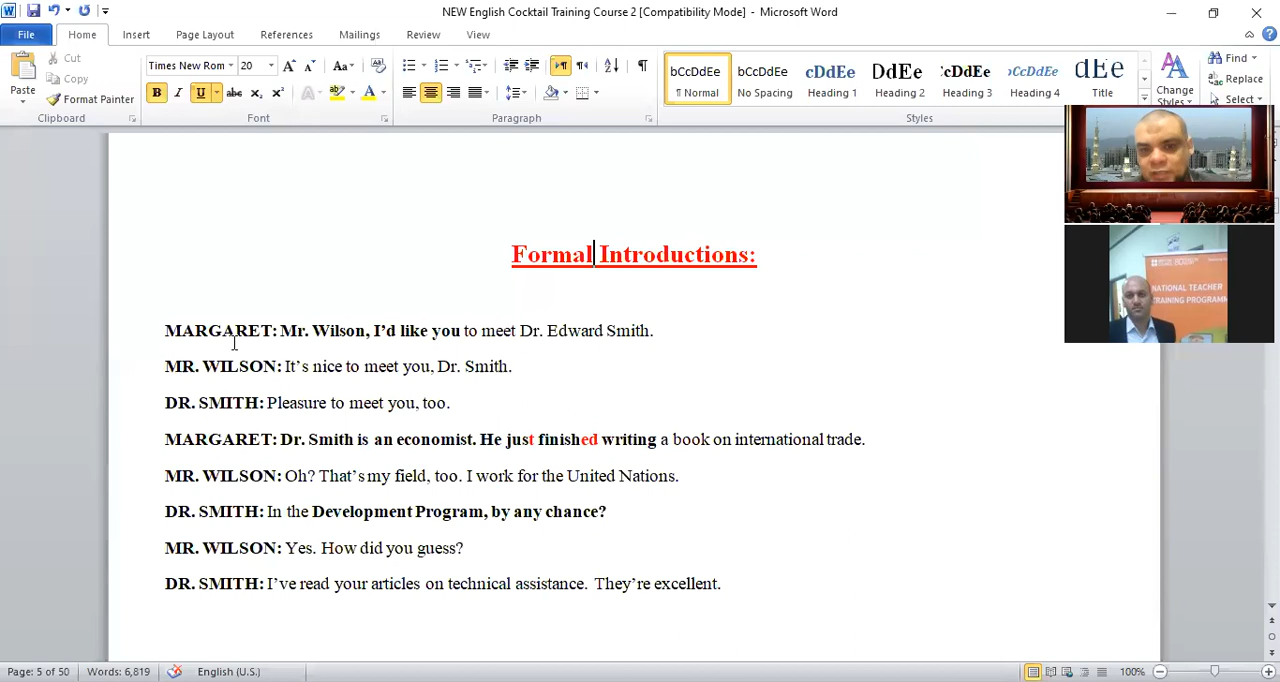 NEW English Cocktail Training Course 2 [Compatibility Mode] - Microsoft Word
File Home Insert Page Layout References Mailings Review View
Cut
Copy
Format Painter
Paste
Times New Rom 20
Aa
B I U abc X₂ X²
A
bCcDdEe bCcDdEe cDdEe DdEe cDdEe cCcDdEe dEe
¶ Normal No Spacing Heading 1 Heading 2 Heading 3 Heading 4 Title
Change Styles
Find
Replace
Select
Clipboard Font Paragraph Styles
NATIONAL TEACHER
TRAINING PROGRAMM
Formal Introductions:
MARGARET: Mr. Wilson, I’d like you to meet Dr. Edward Smith.
MR. WILSON: It’s nice to meet you, Dr. Smith.
DR. SMITH: Pleasure to meet you, too.
MARGARET: Dr. Smith is an economist. He just finished writing a book on international trade.
MR. WILSON: Oh? That’s my field, too. I work for the United Nations.
DR. SMITH: In the Development Program, by any chance?
MR. WILSON: Yes. How did you guess?
DR. SMITH: I’ve read your articles on technical assistance. They’re excellent.
Page: 5 of 50 Words: 6,819 English (U.S.) 100%